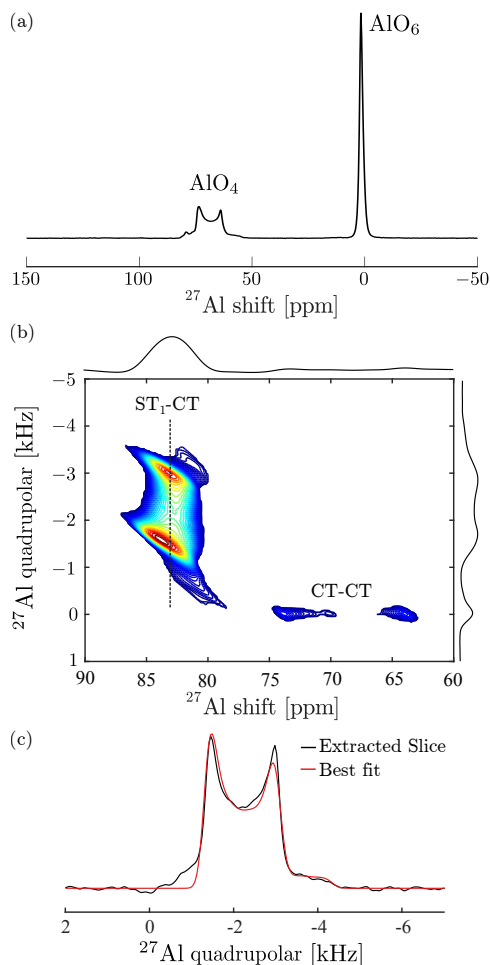 (a)
AlO6
AlO4
150 100 50 0 −50
27Al shift [ppm]
(b)
ST1-CT
CT-CT
−5
−4
−3
−2
−1
0
1
27Al quadrupolar [kHz]
90 85 80 75 70 65 60
27Al shift [ppm]
(c)
Extracted Slice
Best fit
2 0 -2 -4 -6
27Al quadrupolar [kHz]